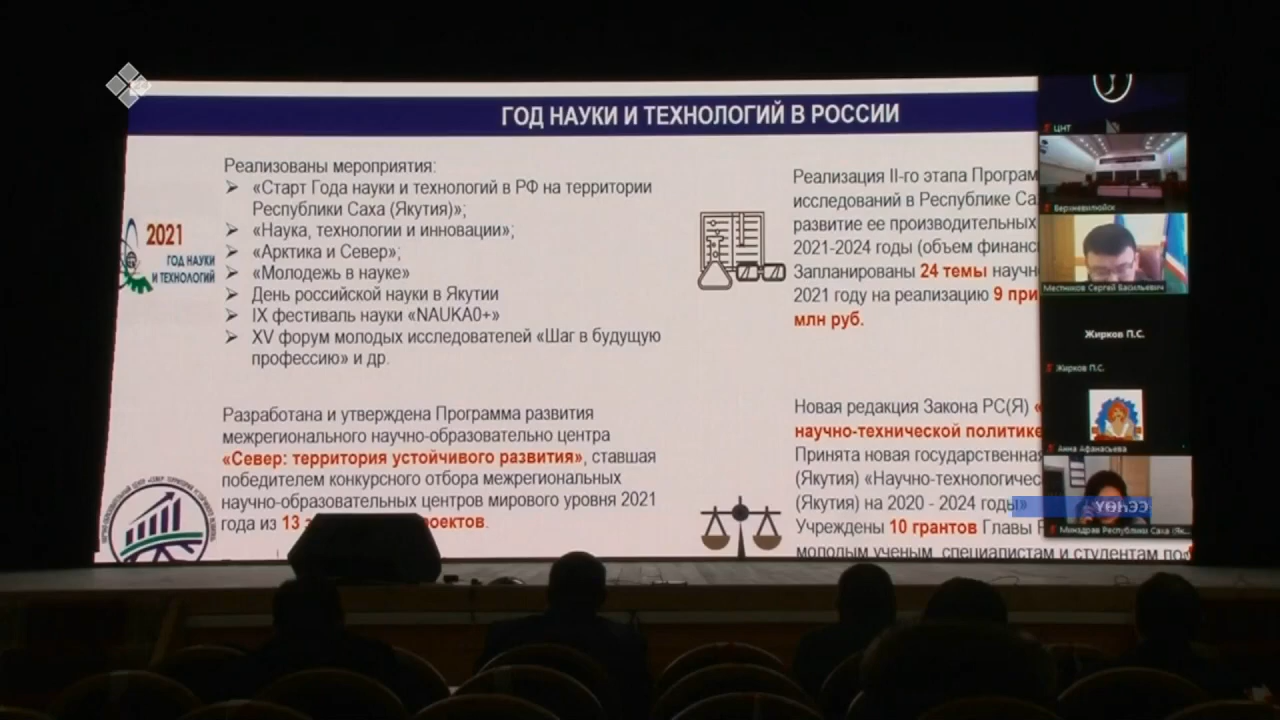 ГОД НАУКИ И ТЕХНОЛОГИЙ В РОССИИ
Реализованы мероприятия:
«Старт Года науки и технологий в РФ на территории
Республики Саха (Якутия)»;
«Наука, технологии и инновации»;
«Арктика и Север»;
«Молодежь в науке»
День российской науки в Якутии
IX фестиваль науки «NAUKA0+»
XV форум молодых исследователей «Шаг в будущую
профессию» и др.
2021
ГОД НАУКИ
И ТЕХНОЛОГИЙ
Разработана и утверждена Программа развития
межрегионального научно-образовательно центра
«Север: территория устойчивого развития», ставшая
победителем конкурсного отбора межрегиональных
научно-образовательных центров мирового уровня 2021
года из 13
Реализация II-го этапа Програм
исследований в Республике Са
развитие ее производительных
2021-2024 годы (объем финанс
Запланированы 24 темы научн
2021 году на реализацию 9 при
млн руб.
Новая редакция Закона РС(Я) «
научно-технической политике
Принята новая государственная
(Якутия) «Научно-технологичес
(Якутия) на 2020 - 2024 годы»
Учреждены 10 грантов Главы
молодым ученым, специалистам и студентам по
ЦНТ
Верхневилюйск
Местников Сергей Васильевич
Жирков П.С.
Жирков П.С.
Анна Афанасьева
ҮӨҺЭЭ
Минздрав Республики Саха (Як...